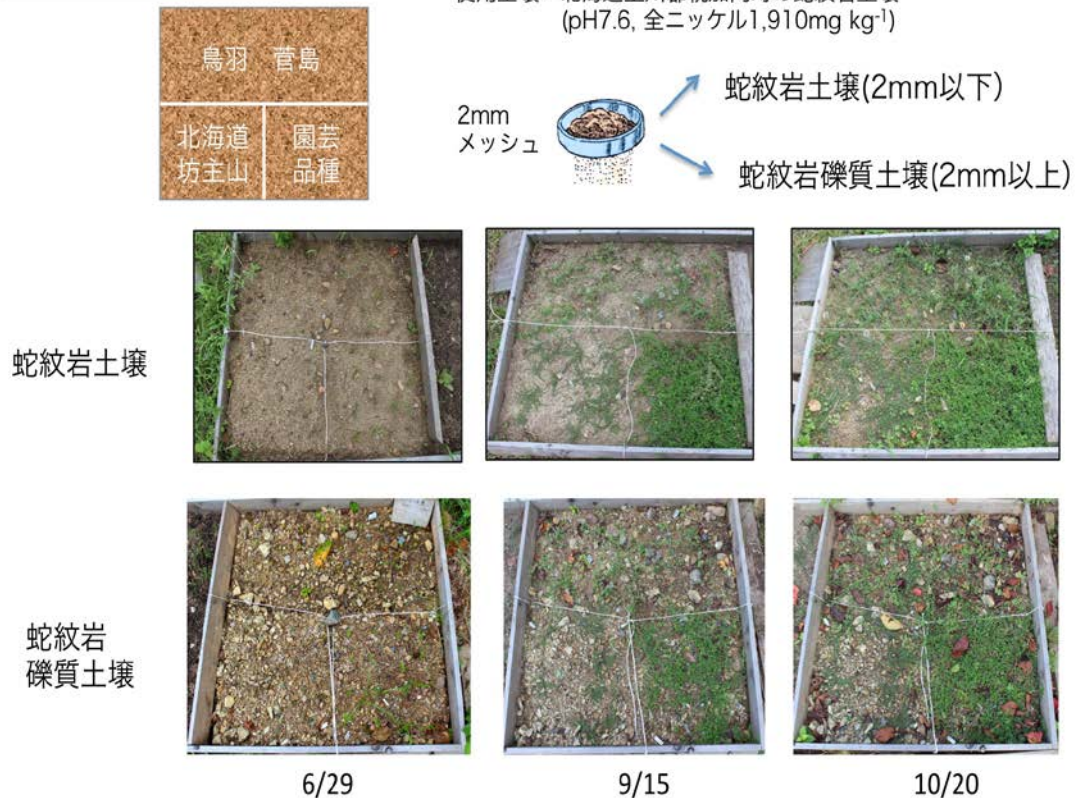 (pH7.6, 全ニッケル1,910mg kg⁻¹)
鳥羽 菅島
北海道
坊主山
園芸
品種
2mm
メッシュ
蛇紋岩土壌(2mm以下)
蛇紋岩礫質土壌(2mm以上)
蛇紋岩土壌
蛇紋岩
礫質土壌
6/29
9/15
10/20